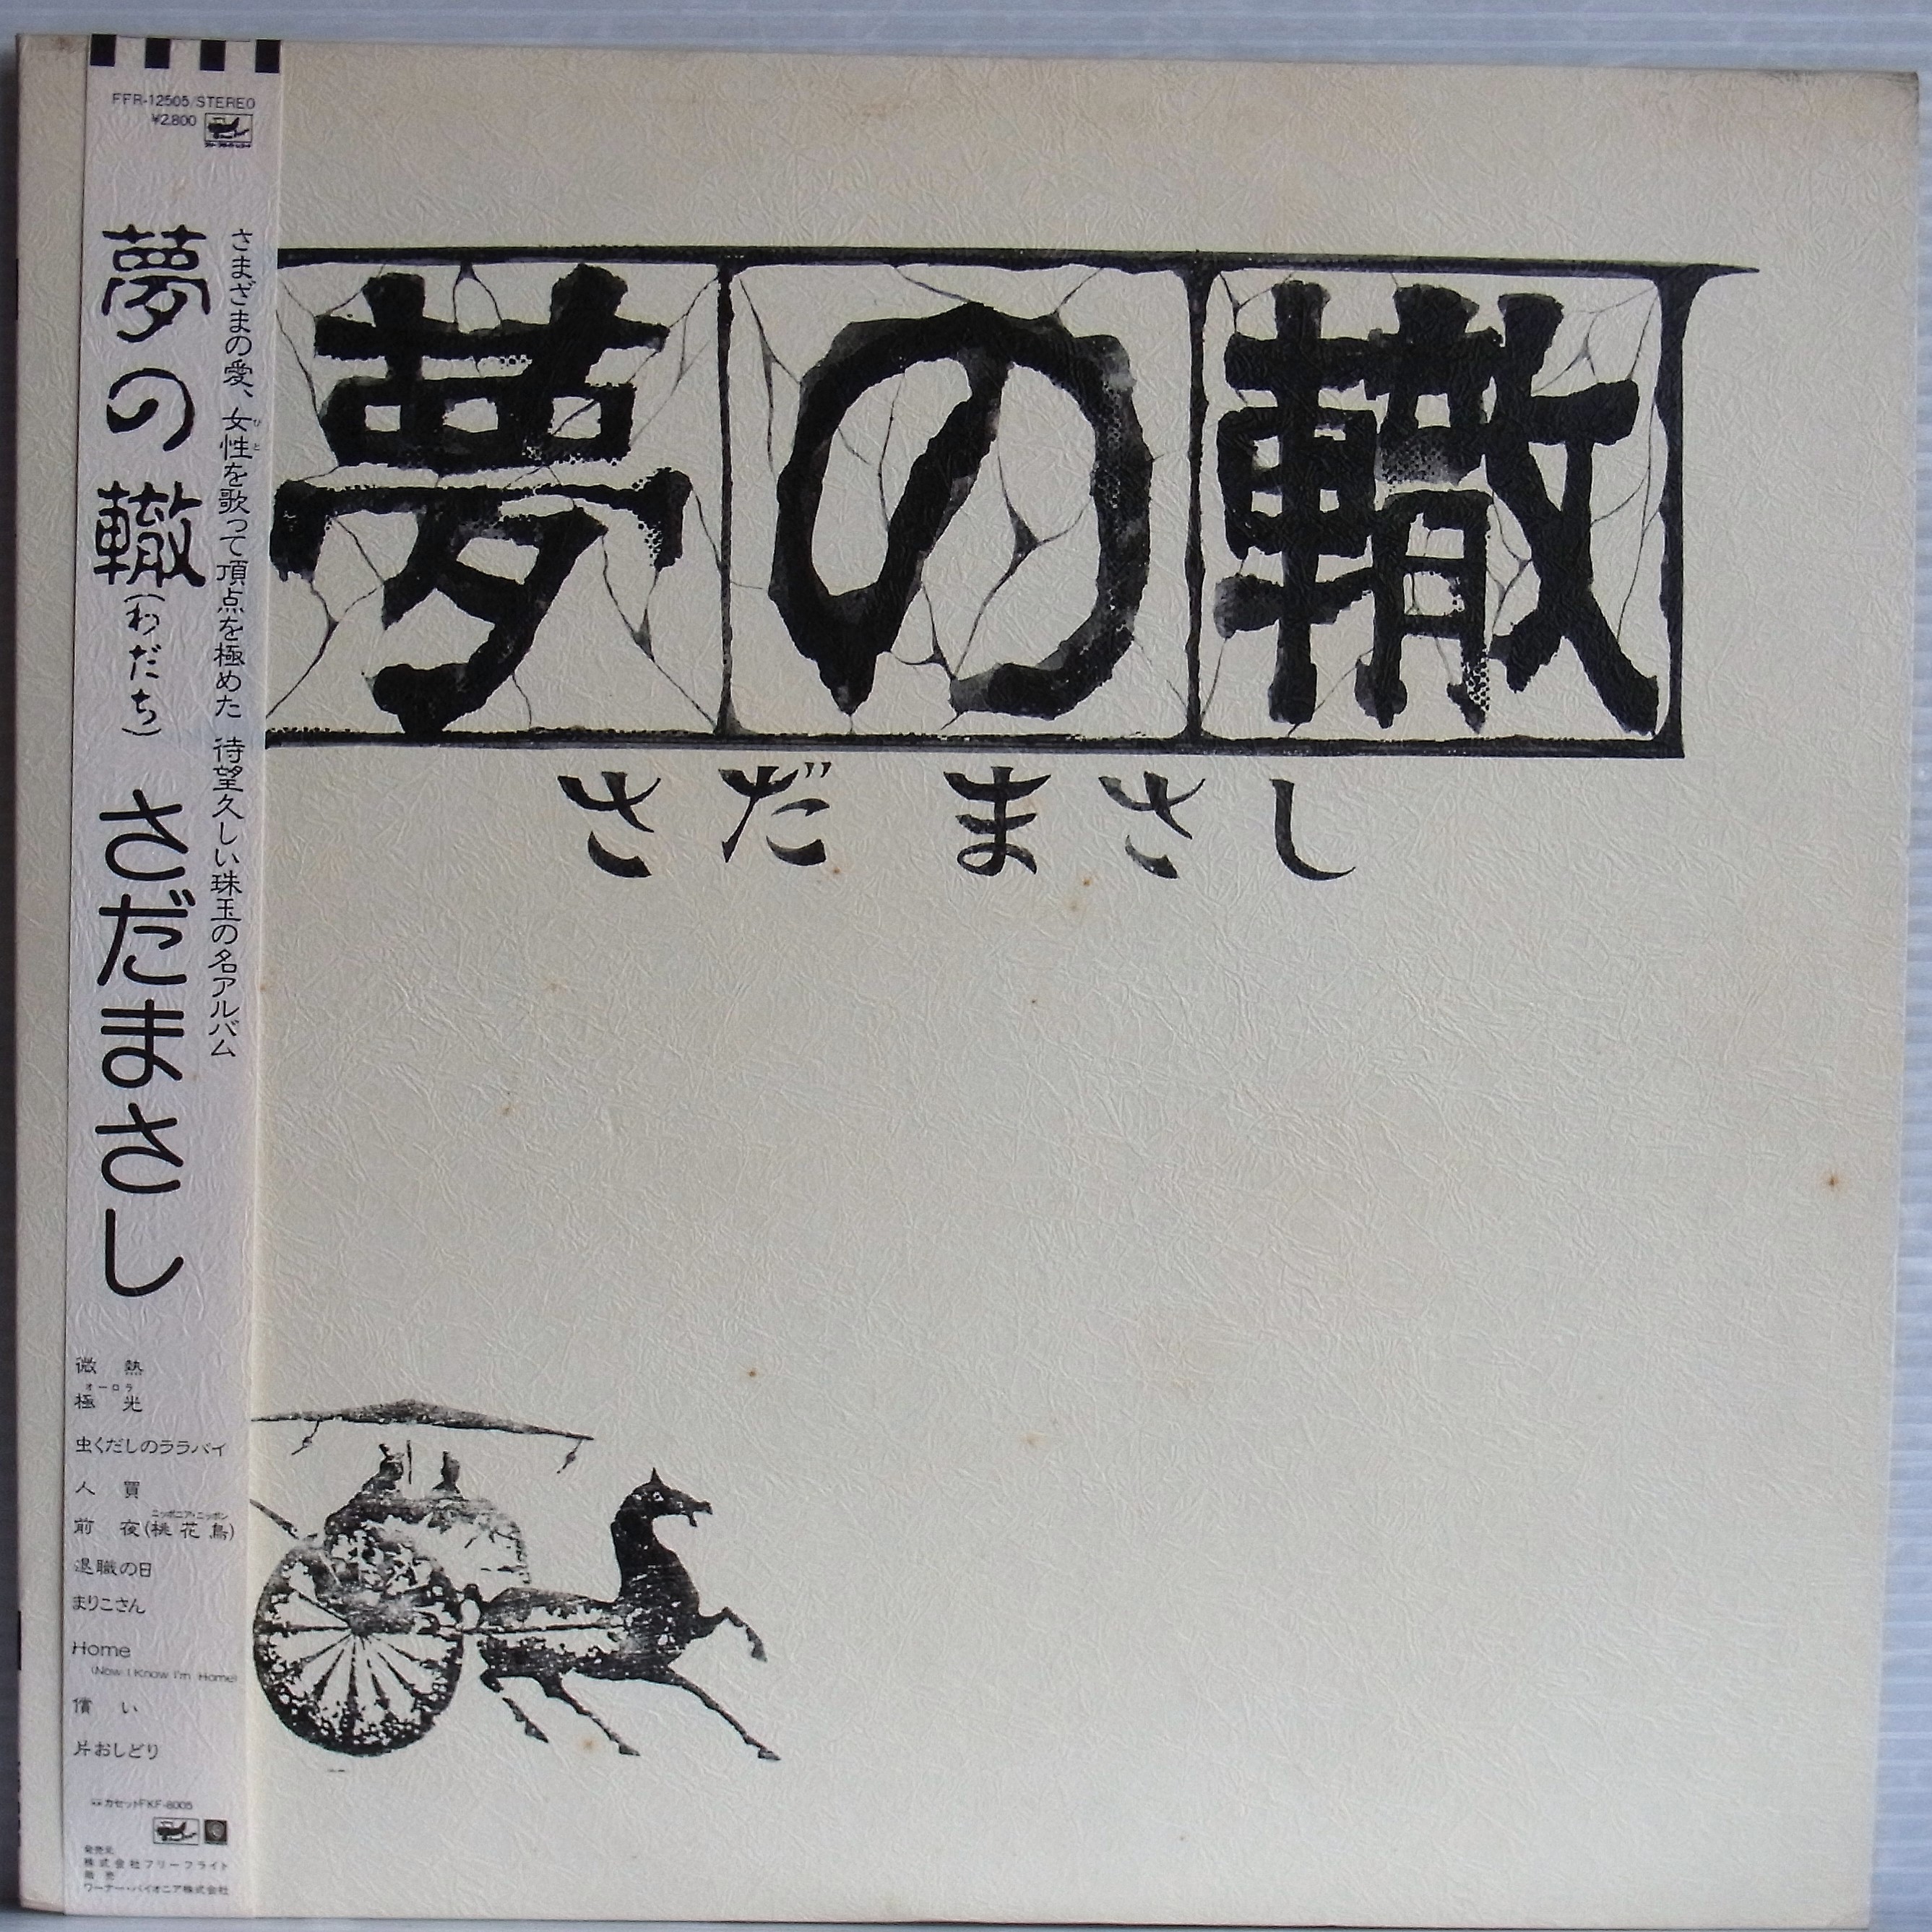 FFR-12505/STEREO
¥2,800
さまざまの愛、女性を歌って頂点を極めた 待望久しい珠玉の名アルバム
ひと
夢の轍(わだち) さだまさし
微熱
オーロラ
極光
虫くだしのララバイ
人買
ニッポニア・ニッポン
前夜(桃花鳥)
退職の日
まりこさん
Home
(Now I Know I'm Home)
償い
片おしどり
カセットFKF-8005
発売元
株式会社フリーフライト
販売
ワーナー・パイオニア株式会社
夢の轍
さだ まさし